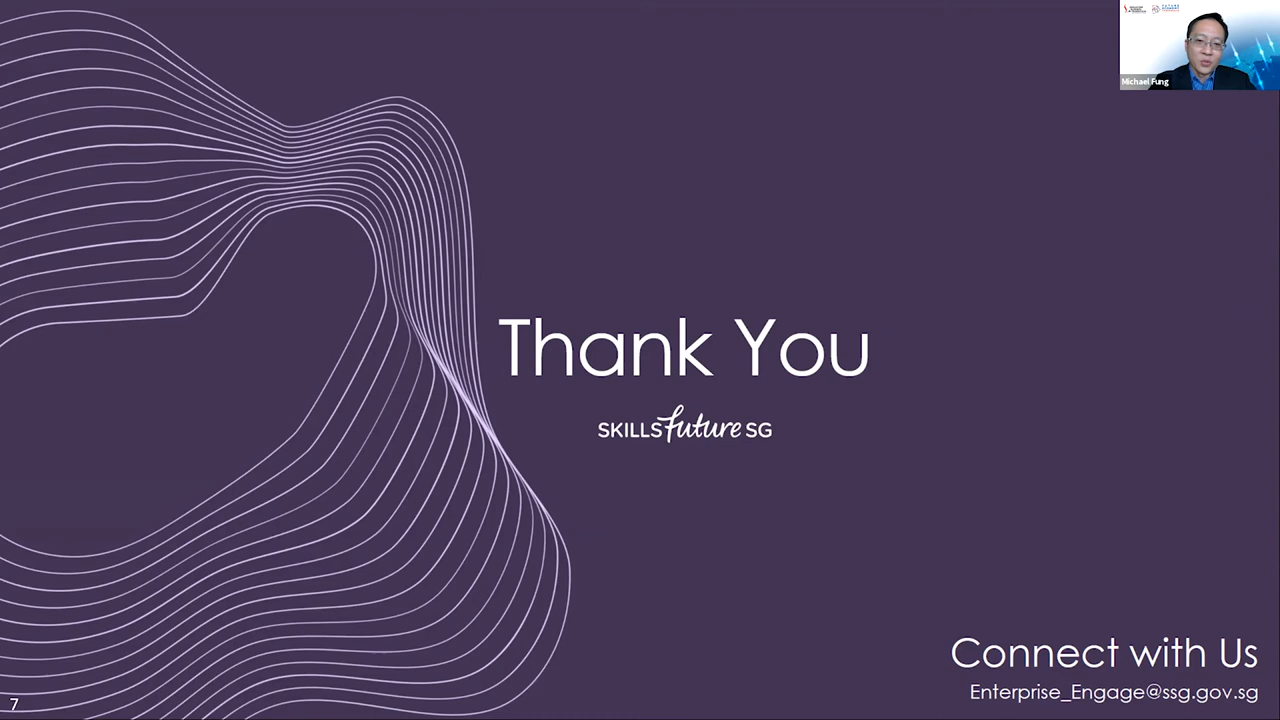 Michael Fung
Thank You
SKILLSfuture SG
Connect with Us
Enterprise_Engage@ssg.gov.sg
7